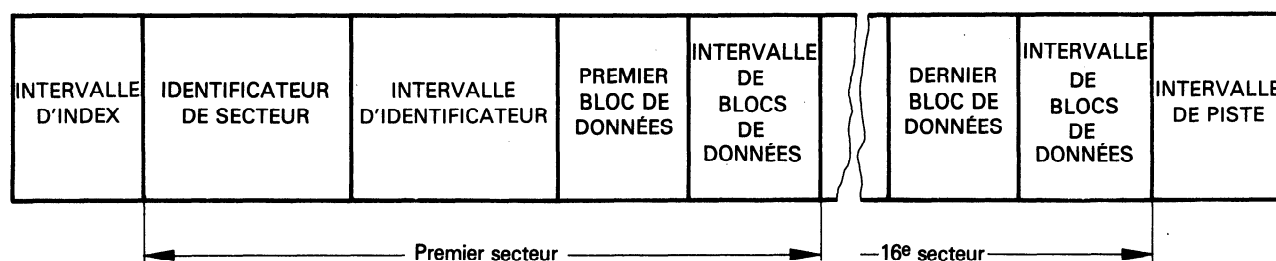 INTERVALLE
D'INDEX
IDENTIFICATEUR
DE SECTEUR
INTERVALLE
D'IDENTIFICATEUR
PREMIER
BLOC DE
DONNÉES
INTERVALLE
DE
BLOCS
DE
DONNÉES
DERNIER
BLOC DE
DONNÉES
INTERVALLE
DE
BLOCS
DE
DONNÉES
INTERVALLE
DE PISTE
Premier secteur
16e secteur